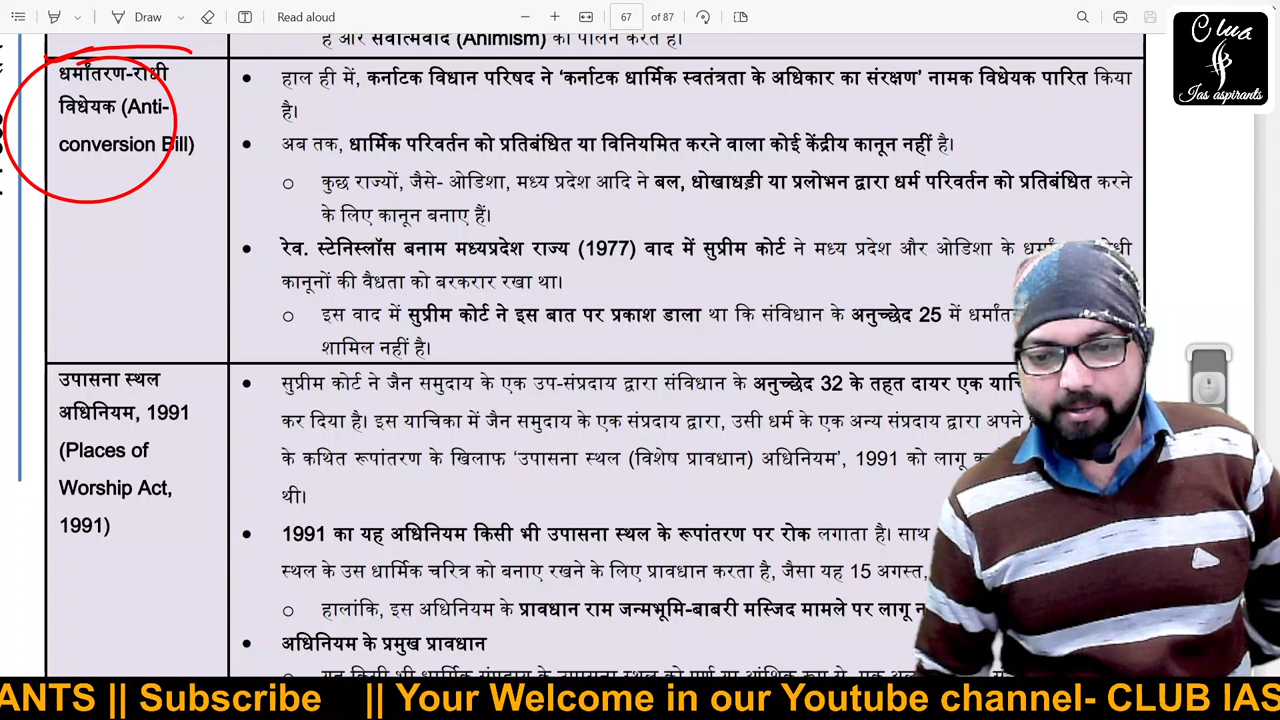 Draw
Read aloud
67
of 87
Club
Ias aspirants
है और सर्वात्मवाद (Animism) का पालन करते हैं।
धर्मांतरण-रोधी
विधेयक (Anti-
conversion Bill)
हाल ही में, कर्नाटक विधान परिषद ने ‘कर्नाटक धार्मिक स्वतंत्रता के अधिकार का संरक्षण’ नामक विधेयक पारित किया
है।
अब तक, धार्मिक परिवर्तन को प्रतिबंधित या विनियमित करने वाला कोई केंद्रीय कानून नहीं है।
कुछ राज्यों, जैसे- ओडिशा, मध्य प्रदेश आदि ने बल, धोखाधड़ी या प्रलोभन द्वारा धर्म परिवर्तन को प्रतिबंधित करने
के लिए कानून बनाए हैं।
रेव. स्टेनिस्लॉस बनाम मध्यप्रदेश राज्य (1977) वाद में सुप्रीम कोर्ट ने मध्य प्रदेश और ओडिशा के
कानूनों की वैधता को बरकरार रखा था।
इस वाद में सुप्रीम कोर्ट ने इस बात पर प्रकाश डाला था कि संविधान के अनुच्छेद 25 में
शामिल नहीं है।
उपासना स्थल
अधिनियम, 1991
(Places of
Worship Act,
1991)
सुप्रीम कोर्ट ने जैन समुदाय के एक उप-संप्रदाय द्वारा संविधान के अनुच्छेद 32 के तहत दायर एक
कर दिया है। इस याचिका में जैन समुदाय के एक संप्रदाय द्वारा, उसी धर्म के एक अन्य संप्रदाय द्वारा अपने
के कथित रूपांतरण के खिलाफ ‘उपासना स्थल (विशेष प्रावधान) अधिनियम’, 1991 को लागू
थी।
1991 का यह अधिनियम किसी भी उपासना स्थल के रूपांतरण पर रोक लगाता है। साथ
स्थल के उस धार्मिक चरित्र को बनाए रखने के लिए प्रावधान करता है, जैसा यह 15 अगस्त,
हालांकि, इस अधिनियम के प्रावधान राम जन्मभूमि-बाबरी मस्जिद मामले पर लागू
अधिनियम के प्रमुख प्रावधान
ANTS || Subscribe || Your Welcome in our Youtube channel- CLUB IAS